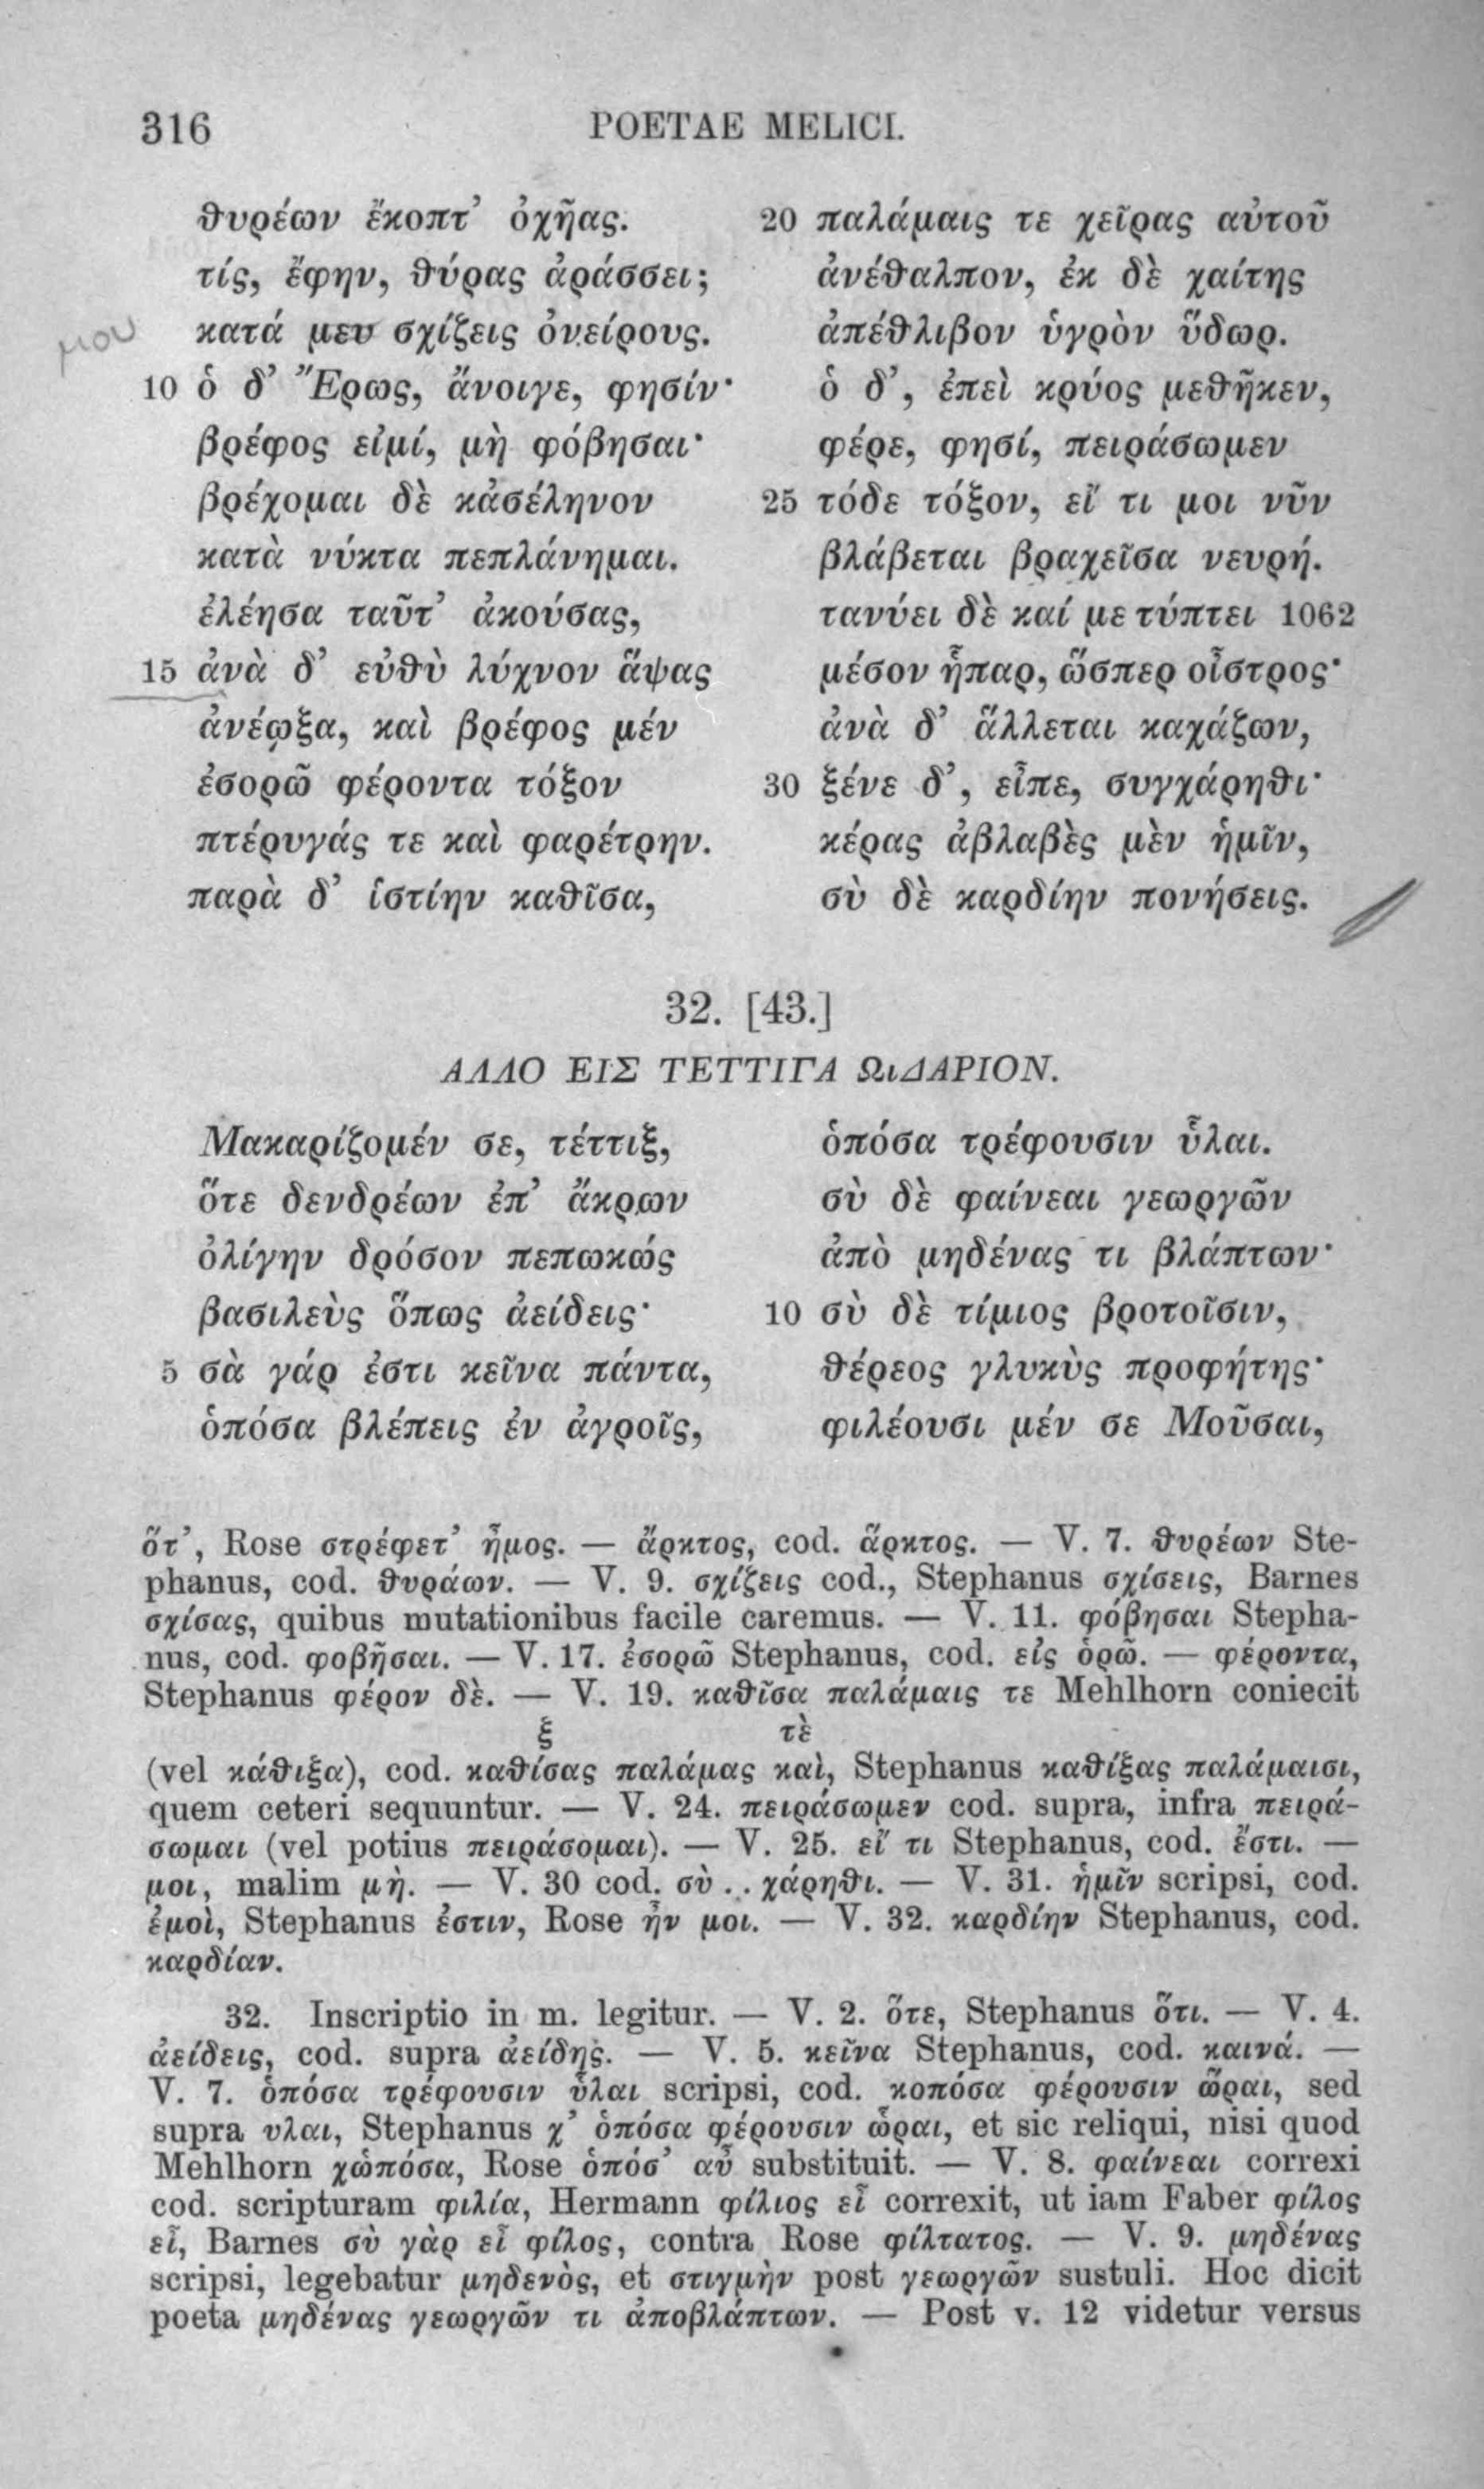 316
POETAE MELICI.
θυρέων ἔκοπτ’ ὀχῆας.
τίς, ἔφην, θύρας ἀράσσει;
μου
κατά μευ σχίζεις ὀνείρους.
10 ὁ δ’ Ἔρως, ἄνοιγε, φησίν·
βρέφος εἰμί, μὴ φόβησαι·
βρέχομαι δὲ κἀσέληνον
κατὰ νύκτα πεπλάνημαι.
ἐλέησα ταῦτ’ ἀκούσας,
15 ἀνὰ δ’ εὐθὺ λύχνον ἅψας
ἀνέῳξα, καὶ βρέφος μέν
ἐσορῶ φέροντα τόξον
πτέρυγάς τε καὶ φαρέτρην.
παρὰ δ’ ἱστίην καθῖσα,
20 παλάμαις τε χεῖρας αὐτοῦ
ἀνέθαλπον, ἐκ δὲ χαίτης
ἀπέθλιβον ὑγρὸν ὕδωρ.
ὁ δ’, ἐπεὶ κρύος μεθῆκεν,
φέρε, φησί, πειράσωμεν
25 τόδε τόξον, εἴ τι μοι νῦν
βλάβεται βραχεῖσα νευρή.
τανύει δὲ καί με τύπτει 1062
μέσον ἧπαρ, ὥσπερ οἶστρος·
ἀνὰ δ’ ἅλλεται καχάζων,
30 ξένε δ’, εἶπε, συγχάρηθι·
κέρας ἀβλαβὲς μὲν ἡμῖν,
σὺ δὲ καρδίην πονήσεις.
32. [43.]
ΑΛΛΟ ΕΙΣ ΤΕΤΤΙΓΑ ΩιΔΑΡΙΟΝ.
Μακαρίζομέν σε, τέττιξ,
ὅτε δενδρέων ἐπ’ ἄκρων
ὀλίγην δρόσον πεπωκώς
βασιλεὺς ὅπως ἀείδεις·
5 σὰ γάρ ἐστι κεῖνα πάντα,
ὁπόσα βλέπεις ἐν ἀγροῖς,
ὁπόσα τρέφουσιν ὗλαι.
σὺ δὲ φαίνεαι γεωργῶν
ἀπὸ μηδένας τι βλάπτων·
10 σὺ δὲ τίμιος βροτοῖσιν,
θέρεος γλυκὺς προφήτης·
φιλέουσι μέν σε Μοῦσαι,
ὅτ’, Rose στρέφετ’ ἦμος. — ἄρκτος, cod. ἅρκτος. — V. 7. θυρέων Ste-
phanus, cod. θυράων. — V. 9. σχίζεις cod., Stephanus σχίσεις, Barnes
σχίσας, quibus mutationibus facile caremus. — V. 11. φόβησαι Stepha-
nus, cod. φοβῆσαι. — V. 17. ἐσορῶ Stephanus, cod. εἰς ὁρῶ. — φέροντα,
Stephanus φέρον δὲ. — V. 19. καθῖσα παλάμαις τε Mehlhorn coniecit
ξ τὲ
(vel κάθιξα), cod. καθίσας παλάμας καὶ, Stephanus καθίξας παλάμαισι,
quem ceteri sequuntur. — V. 24. πειράσωμεν cod. supra, infra πειρά-
σωμαι (vel potius πειράσομαι). — V. 25. εἴ τι Stephanus, cod. ἔστι. —
μοι, malim μὴ. — V. 30 cod. σὺ .. χάρηθι. — V. 31. ἡμῖν scripsi, cod.
ἐμοὶ, Stephanus ἐστιν, Rose ἦν μοι. — V. 32. καρδίην Stephanus, cod.
καρδίαν.
32. Inscriptio in m. legitur. — V. 2. ὅτε, Stephanus ὅτι. — V. 4.
ἀείδεις, cod. supra ἀείδης. — V. 5. κεῖνα Stephanus, cod. καινά. —
V. 7. ὁπόσα τρέφουσιν ὗλαι scripsi, cod. κοπόσα φέρουσιν ὧραι, sed
supra υλαι, Stephanus χ’ ὁπόσα φέρουσιν ὧραι, et sic reliqui, nisi quod
Mehlhorn χὠπόσα, Rose ὁπόσ’ αὖ substituit. — V. 8. φαίνεαι correxi
cod. scripturam φιλία, Hermann φίλιος εἶ correxit, ut iam Faber φίλος
εἶ, Barnes σὺ γὰρ εἶ φίλος, contra Rose φίλτατος. — V. 9. μηδένας
scripsi, legebatur μηδενὸς, et στιγμὴν post γεωργῶν sustuli. Hoc dicit
poeta μηδένας γεωργῶν τι ἀποβλάπτων. — Post v. 12 videtur versus